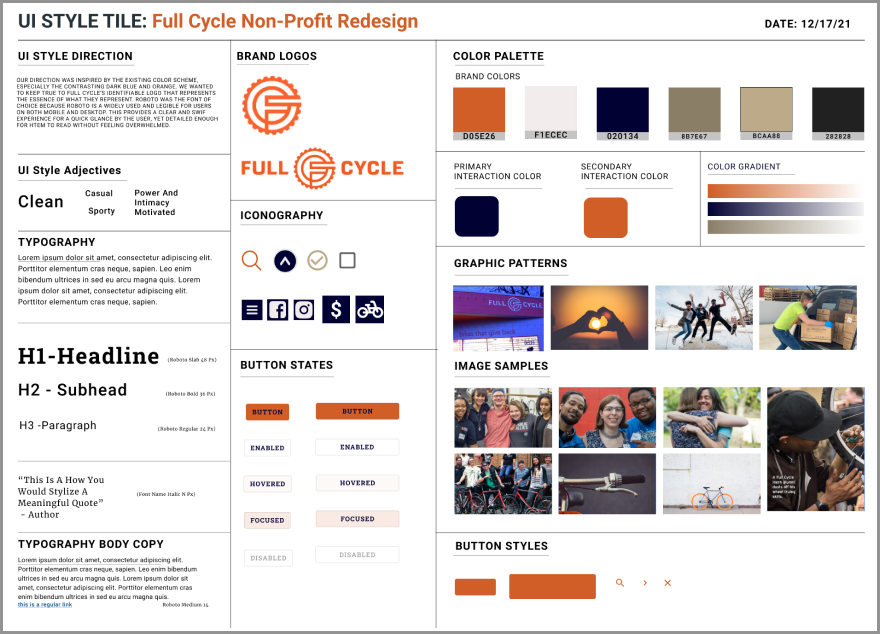 UI STYLE TILE: Full Cycle Non-Profit Redesign
DATE: 12/17/21
UI STYLE DIRECTION
OUR DIRECTION WAS INSPIRED BY THE EXISTING COLOR SCHEME,
ESPECIALLY THE CONTRASTING DARK BLUE AND ORANGE. WE WANTED
TO KEEP TRUE TO FULL CYCLE'S IDENTIFIABLE LOGO THAT REPRESENTS
THE ESSENCE OF WHAT THEY REPRESENT. ROBOTO WAS THE FONT OF
CHOICE BECAUSE ROBOTO IS A WIDELY USED AND LEGIBLE FOR USERS
ON BOTH MOBILE AND DESKTOP. THIS PROVIDES A CLEAR AND SWIF
EXPERIENCE FOR A QUICK GLANCE BY THE USER, YET DETAILED ENOUGH
FOR HTEM TO READ WITHOUT FEELING OVERWHELMED.
UI Style Adjectives
Clean
Casual
Sporty
Power And
Intimacy
Motivated
TYPOGRAPHY
Lorem ipsum dolor sit amet, consectetur adipiscing elit.
Porttitor elementum cras neque, sapien. Leo enim
bibendum ultrices in sed eu arcu magna quis. Lorem
ipsum dolor sit amet, consectetur adipiscing elit.
Porttitor elementum cras neque, sapien.
H1-Headline
(Roboto Slab 48 Px)
H2 - Subhead
(Roboto Bold 36 Px)
H3 -Paragraph
(Roboto Regular 24 Px)
“This Is A How You
Would Stylize A
Meaningful Quote”
- Author
(Font Name Italic N Px)
TYPOGRAPHY BODY COPY
Lorem ipsum dolor sit amet, consectetur adipiscing elit.
Porttitor elementum cras neque, sapien. Leo enim bibendum
ultrices in sed eu arcu magna quis. Lorem ipsum dolor sit
amet, consectetur adipiscing elit. Porttitor elementum cras
neque, sapien. Leo enim bibendum ultrices in sed eu arcu
enim, bibendum ultrices in sed eu arcu magna quis.
this is a regular link
Roboto Medium 14
BRAND LOGOS
FULL CYCLE
ICONOGRAPHY
BUTTON STATES
BUTTON
BUTTON
ENABLED
ENABLED
HOVERED
HOVERED
FOCUSED
FOCUSED
DISABLED
DISABLED
COLOR PALETTE
BRAND COLORS
D05E26
F1ECEC
020134
8B7E67
BCAA88
282828
PRIMARY
INTERACTION COLOR
SECONDARY
INTERACTION COLOR
COLOR GRADIENT
GRAPHIC PATTERNS
FULL CYCLE
bikes that give back
IMAGE SAMPLES
A Full Cycle
BUTTON STYLES